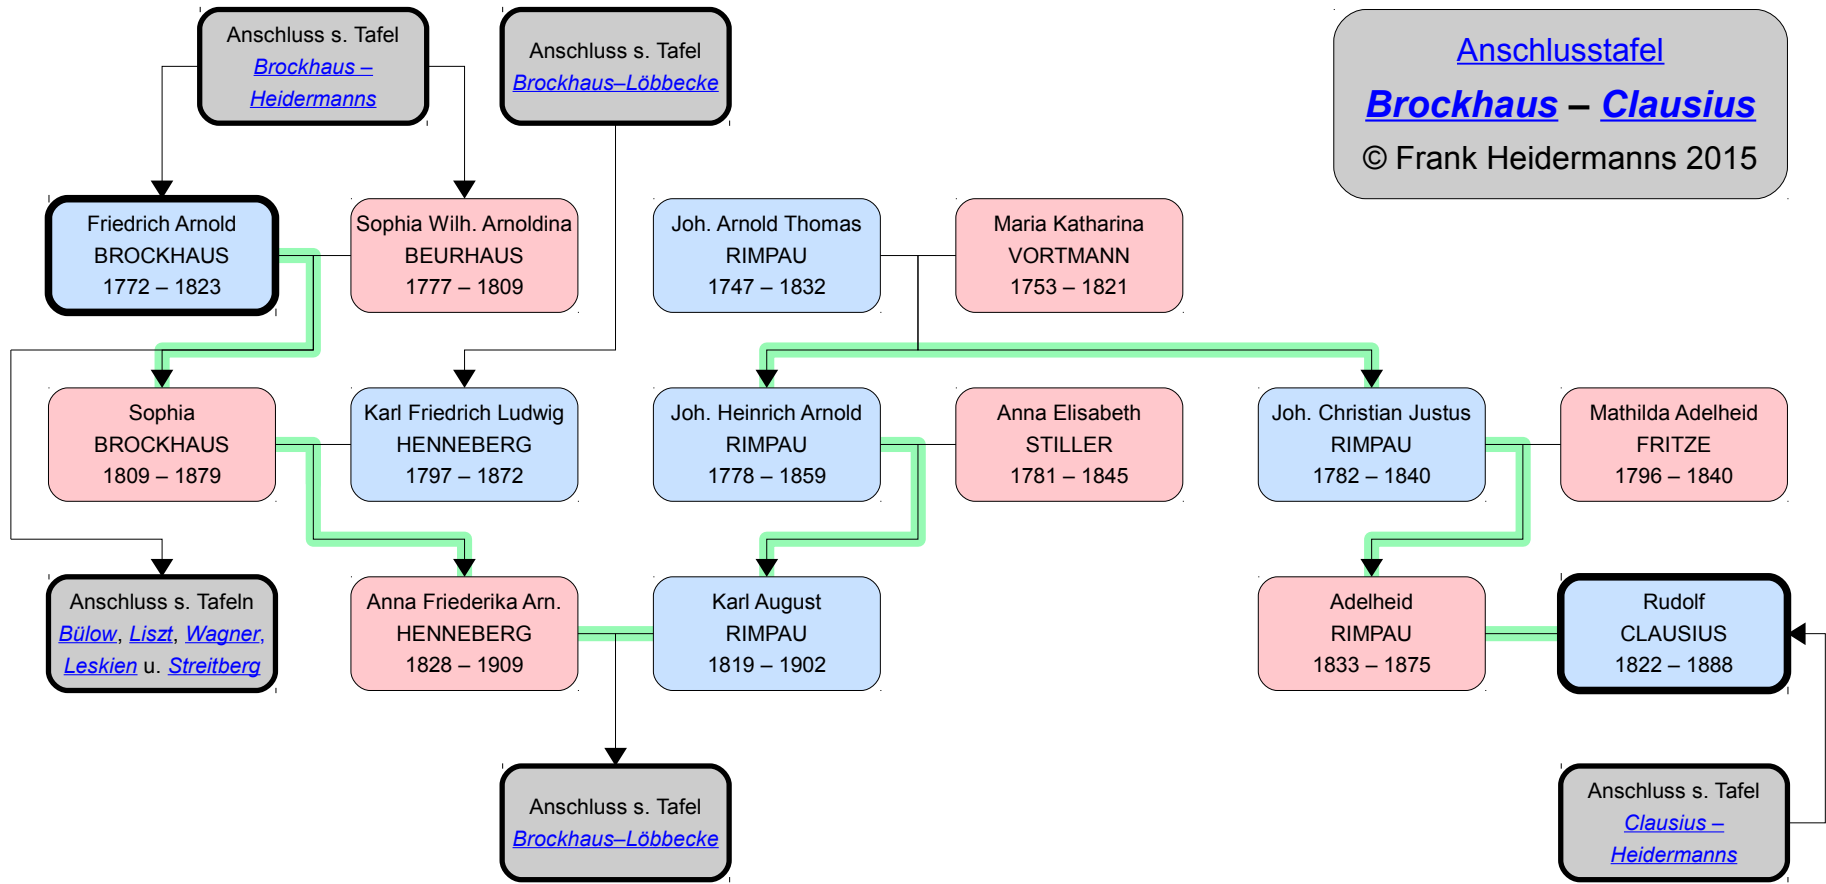 Anschluss s. Tafel
Brockhaus –
Heidermanns
Anschluss s. Tafel
Brockhaus–Löbbecke
Anschlusstafel
Brockhaus – Clausius
© Frank Heidermanns 2015
Friedrich Arnold
BROCKHAUS
1772 – 1823
Sophia Wilh. Arnoldina
BEURHAUS
1777 – 1809
Joh. Arnold Thomas
RIMPAU
1747 – 1832
Maria Katharina
VORTMANN
1753 – 1821
Sophia
BROCKHAUS
1809 – 1879
Karl Friedrich Ludwig
HENNEBERG
1797 – 1872
Joh. Heinrich Arnold
RIMPAU
1778 – 1859
Anna Elisabeth
STILLER
1781 – 1845
Joh. Christian Justus
RIMPAU
1782 – 1840
Mathilda Adelheid
FRITZE
1796 – 1840
Anschluss s. Tafeln
Bülow, Liszt, Wagner,
Leskien u. Streitberg
Anna Friederika Arn.
HENNEBERG
1828 – 1909
Karl August
RIMPAU
1819 – 1902
Adelheid
RIMPAU
1833 – 1875
Rudolf
CLAUSIUS
1822 – 1888
Anschluss s. Tafel
Brockhaus–Löbbecke
Anschluss s. Tafel
Clausius –
Heidermanns